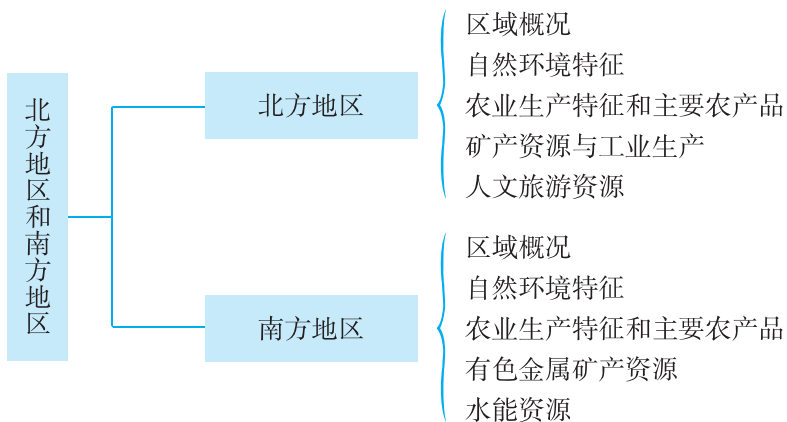 北方地区和南方地区
北方地区
区域概况
自然环境特征
农业生产特征和主要农产品
矿产资源与工业生产
人文旅游资源
南方地区
区域概况
自然环境特征
农业生产特征和主要农产品
有色金属矿产资源
水能资源